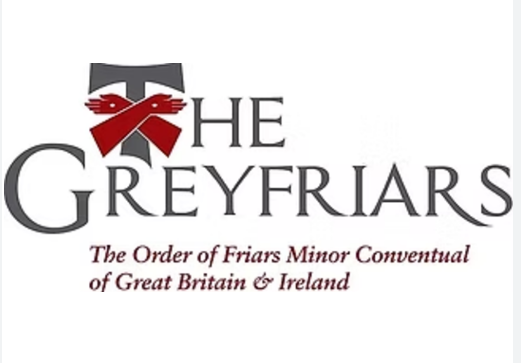 THE
GREYFRIARS
The Order of Friars Minor Conventual
of Great Britain & Ireland